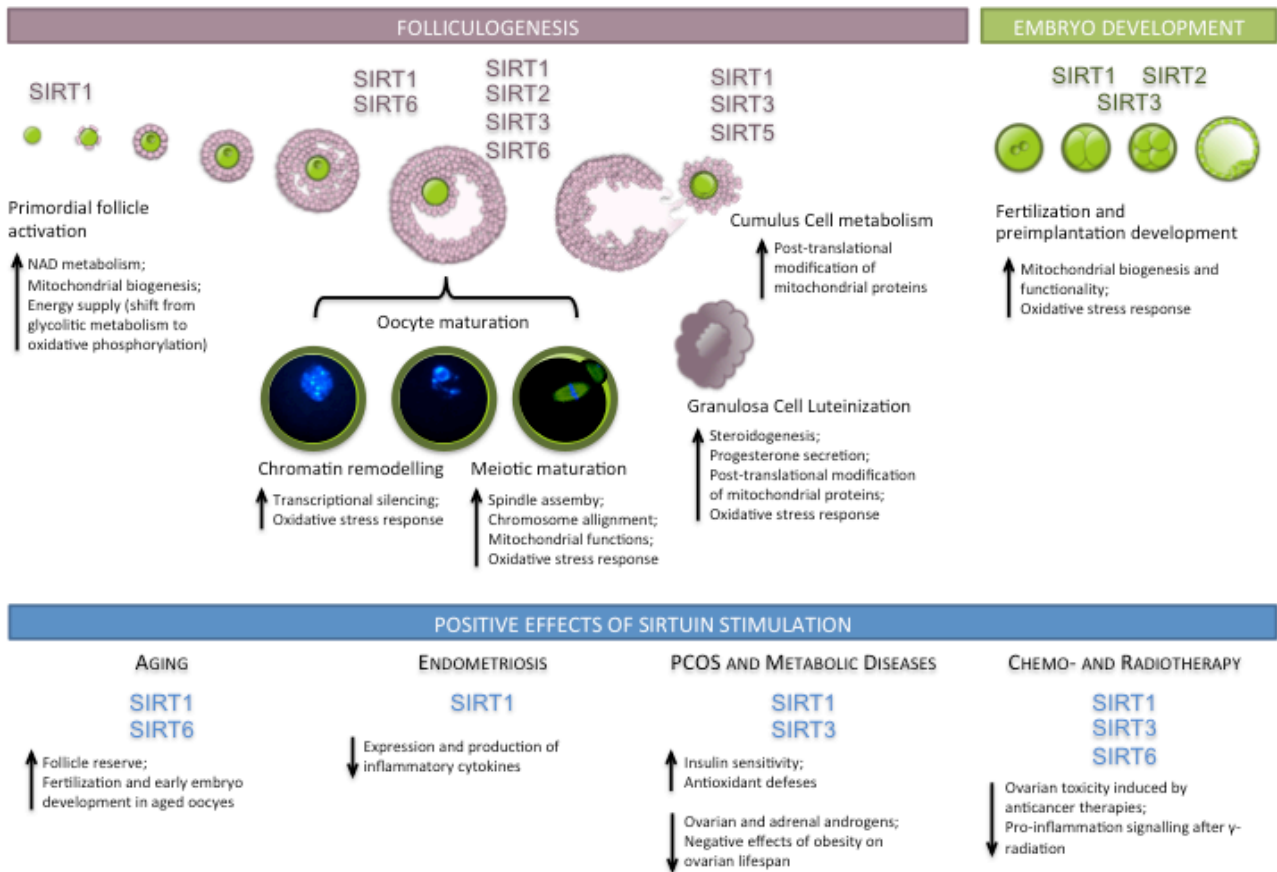 FOLLICULOGENESIS
EMBRYO DEVELOPMENT
SIRT1
SIRT1
SIRT6
SIRT1
SIRT2
SIRT3
SIRT6
SIRT1
SIRT3
SIRT5
SIRT1 SIRT2
SIRT3
Primordial follicle
activation
NAD metabolism;
Mitochondrial biogenesis;
Energy supply (shift from
glycolitic metabolism to
oxidative phosphorylation)
Oocyte maturation
Chromatin remodelling
Transcriptional silencing;
Oxidative stress response
Meiotic maturation
Spindle assemby;
Chromosome allignment;
Mitochondrial functions;
Oxidative stress response
Cumulus Cell metabolism
Post-translational
modification of
mitochondrial proteins
Granulosa Cell Luteinization
Steroidogenesis;
Progesterone secretion;
Post-translational modification
of mitochondrial proteins;
Oxidative stress response
Fertilization and
preimplantation development
Mitochondrial biogenesis and
functionality;
Oxidative stress response
POSITIVE EFFECTS OF SIRTUIN STIMULATION
AGING
SIRT1
SIRT6
Follicle reserve;
Fertilization and early embryo
development in aged oocyes
ENDOMETRIOSIS
SIRT1
Expression and production of
inflammatory cytokines
PCOS AND METABOLIC DISEASES
SIRT1
SIRT3
Insulin sensitivity;
Antioxidant defeses
Ovarian and adrenal androgens;
Negative effects of obesity on
ovarian lifespan
CHEMO- AND RADIOTHERAPY
SIRT1
SIRT3
SIRT6
Ovarian toxicity induced by
anticancer therapies;
Pro-inflammation signalling after γ-
radiation